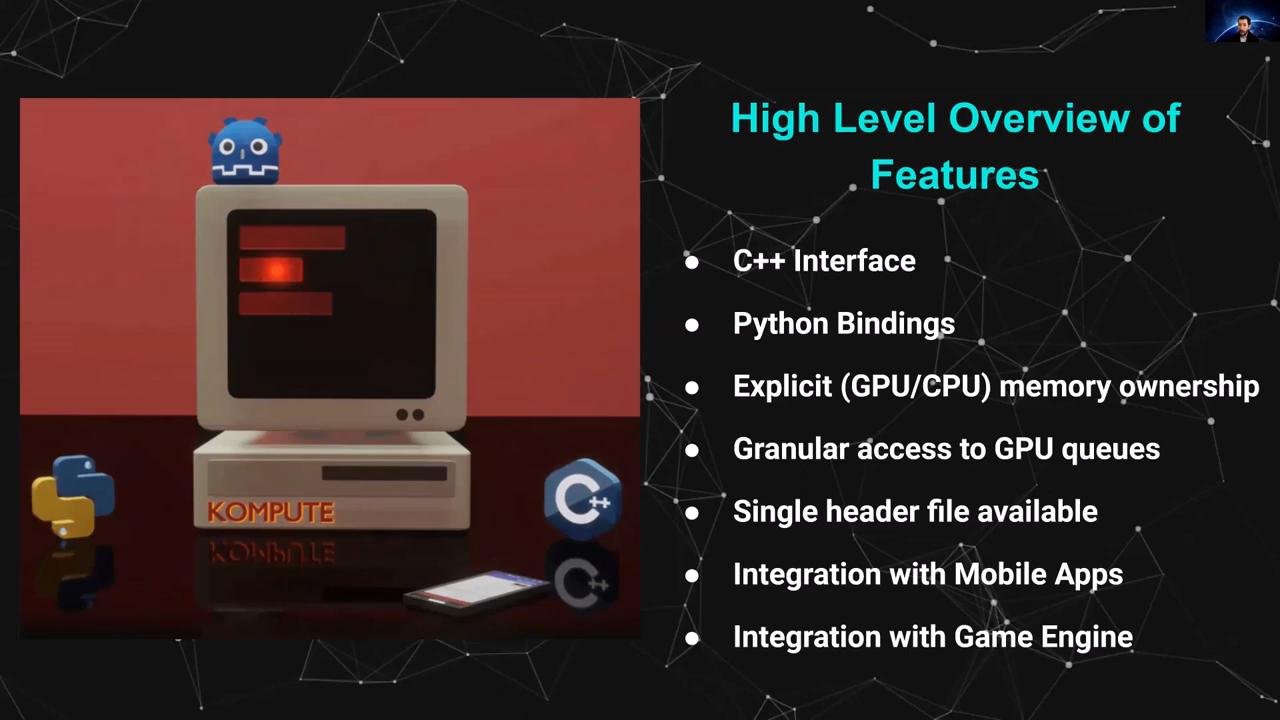 High Level Overview of
Features
● C++ Interface
● Python Bindings
● Explicit (GPU/CPU) memory ownership
● Granular access to GPU queues
● Single header file available
● Integration with Mobile Apps
● Integration with Game Engine
KOMPUTE
C++